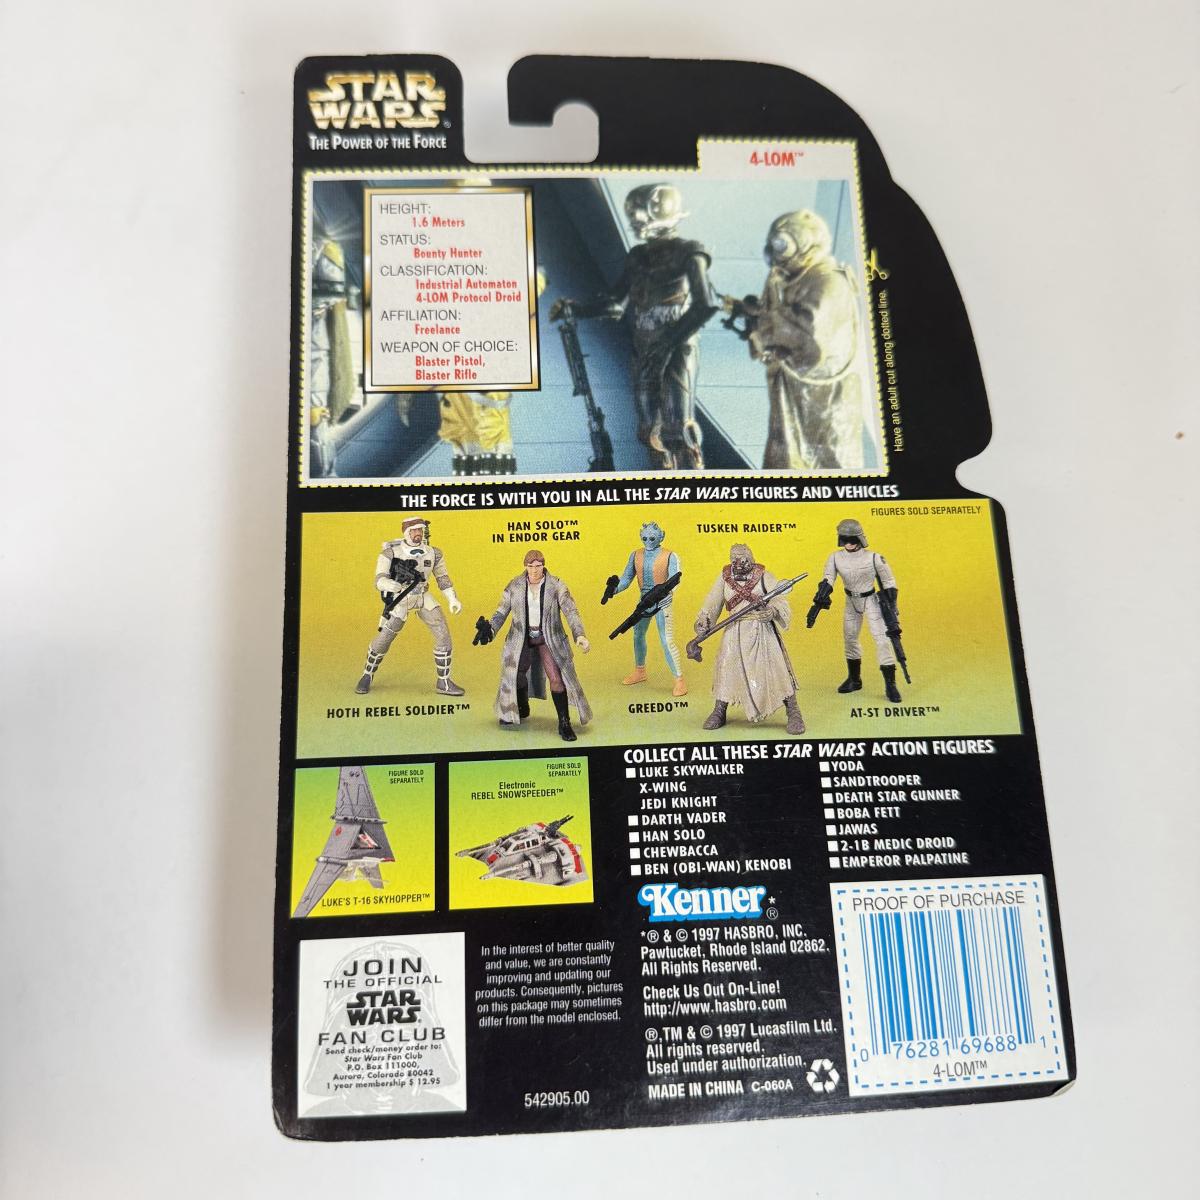 STAR
WARS®
THE POWER OF THE FORCE
4-LOM™
HEIGHT:
1.6 Meters
STATUS:
Bounty Hunter
CLASSIFICATION:
Industrial Automaton
4-LOM Protocol Droid
AFFILIATION:
Freelance
WEAPON OF CHOICE:
Blaster Pistol,
Blaster Rifle
Have an adult cut along dotted line.
THE FORCE IS WITH YOU IN ALL THE STAR WARS FIGURES AND VEHICLES
FIGURES SOLD SEPARATELY
HAN SOLO™
IN ENDOR GEAR
TUSKEN RAIDER™
HOTH REBEL SOLDIER™
GREEDO™
AT-ST DRIVER™
FIGURE SOLD
SEPARATELY
LUKE'S T-16 SKYHOPPER™
FIGURE SOLD
SEPARATELY
Electronic
REBEL SNOWSPEEDER™
COLLECT ALL THESE STAR WARS ACTION FIGURES
LUKE SKYWALKER
X-WING
JEDI KNIGHT
DARTH VADER
HAN SOLO
CHEWBACCA
BEN (OBI-WAN) KENOBI
YODA
SANDTROOPER
DEATH STAR GUNNER
BOBA FETT
JAWAS
2-1B MEDIC DROID
EMPEROR PALPATINE
JOIN
THE OFFICIAL
STAR
WARS
FAN CLUB
Send check/money order to:
Star Wars Fan Club
P.O. Box 111000,
Aurora, Colorado 80042
1 year membership $ 12.95
In the interest of better quality
and value, we are constantly
improving and updating our
products. Consequently, pictures
on this package may sometimes
differ from the model enclosed.
542905.00
Kenner*®
*® & © 1997 HASBRO, INC.
Pawtucket, Rhode Island 02862.
All Rights Reserved.
Check Us Out On-Line!
http://www.hasbro.com
®,TM & © 1997 Lucasfilm Ltd.
All rights reserved.
Used under authorization.
MADE IN CHINA C-060A
PROOF OF PURCHASE
0 76281 69688 1
4-LOM™